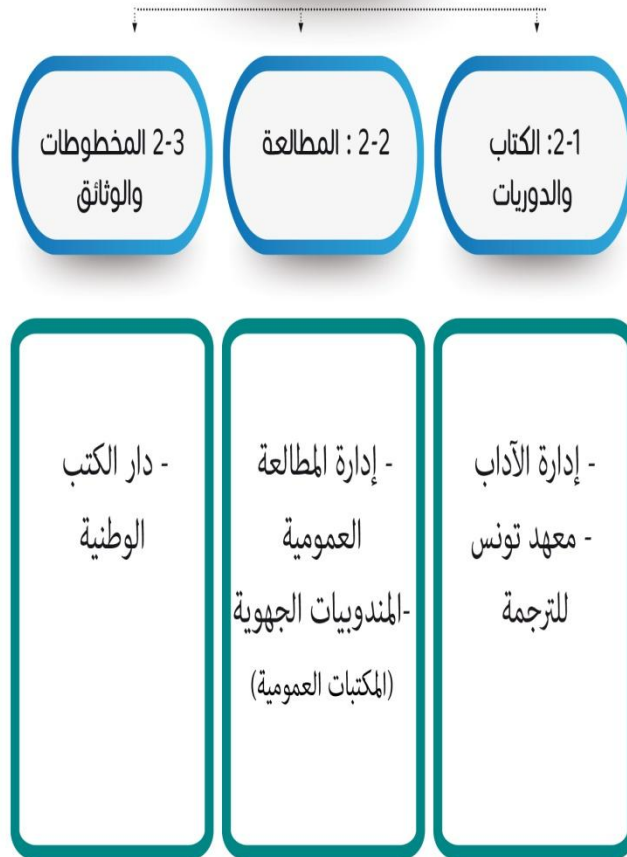 2-1: الكتاب
والدوريات
2-2 : المطالعة
2-3 المخطوطات
والوثائق
- إدارة الآداب
- معهد تونس
للترجمة
- إدارة المطالعة
العمومية
-المندوبيات الجهوية
(المكتبات العمومية)
- دار الكتب
الوطنية